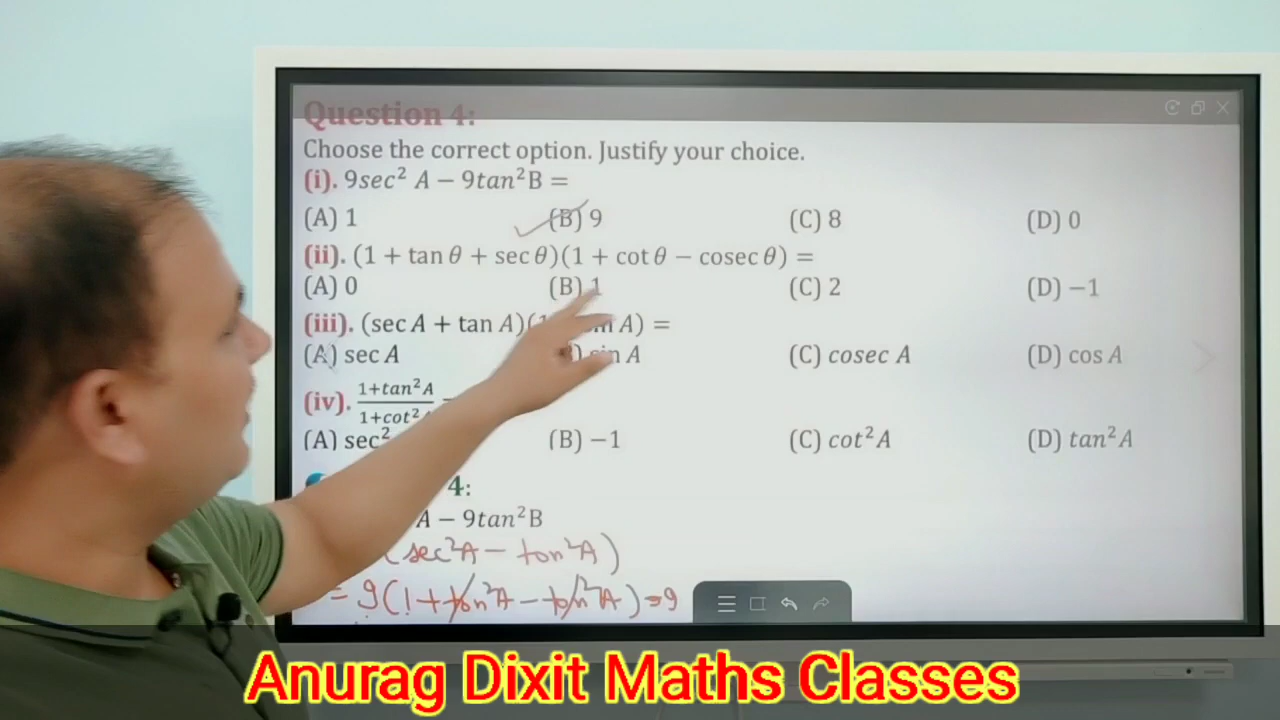 Question 4:
Choose the correct option. Justify your choice.
(i). 9sec² A − 9tan²B =
(A) 1 (B) 9 (C) 8 (D) 0
(ii). (1 + tan θ + sec θ)(1 + cot θ − cosec θ) =
(A) 0 (B) 1 (C) 2 (D) −1
(iii). (sec A + tan A)( A) =
(A) sec A sin A (C) cosec A (D) cos A
(iv). 1+tan²A / 1+cot²
(A) sec² (B) −1 (C) cot²A (D) tan²A
4:
A − 9tan²B
(sec²A − tan²A)
= 9(1 + tan²A − tan²A) = 9
Anurag Dixit Maths Classes